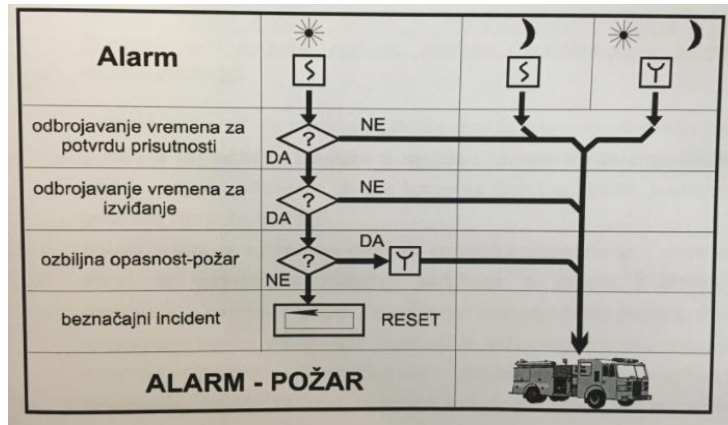 Alarm
odbrojavanje vremena za
potvrdu prisutnosti
?
NE
DA
odbrojavanje vremena za
izviđanje
?
NE
DA
ozbiljna opasnost-požar
?
DA
NE
beznačajni incident
RESET
ALARM - POŽAR